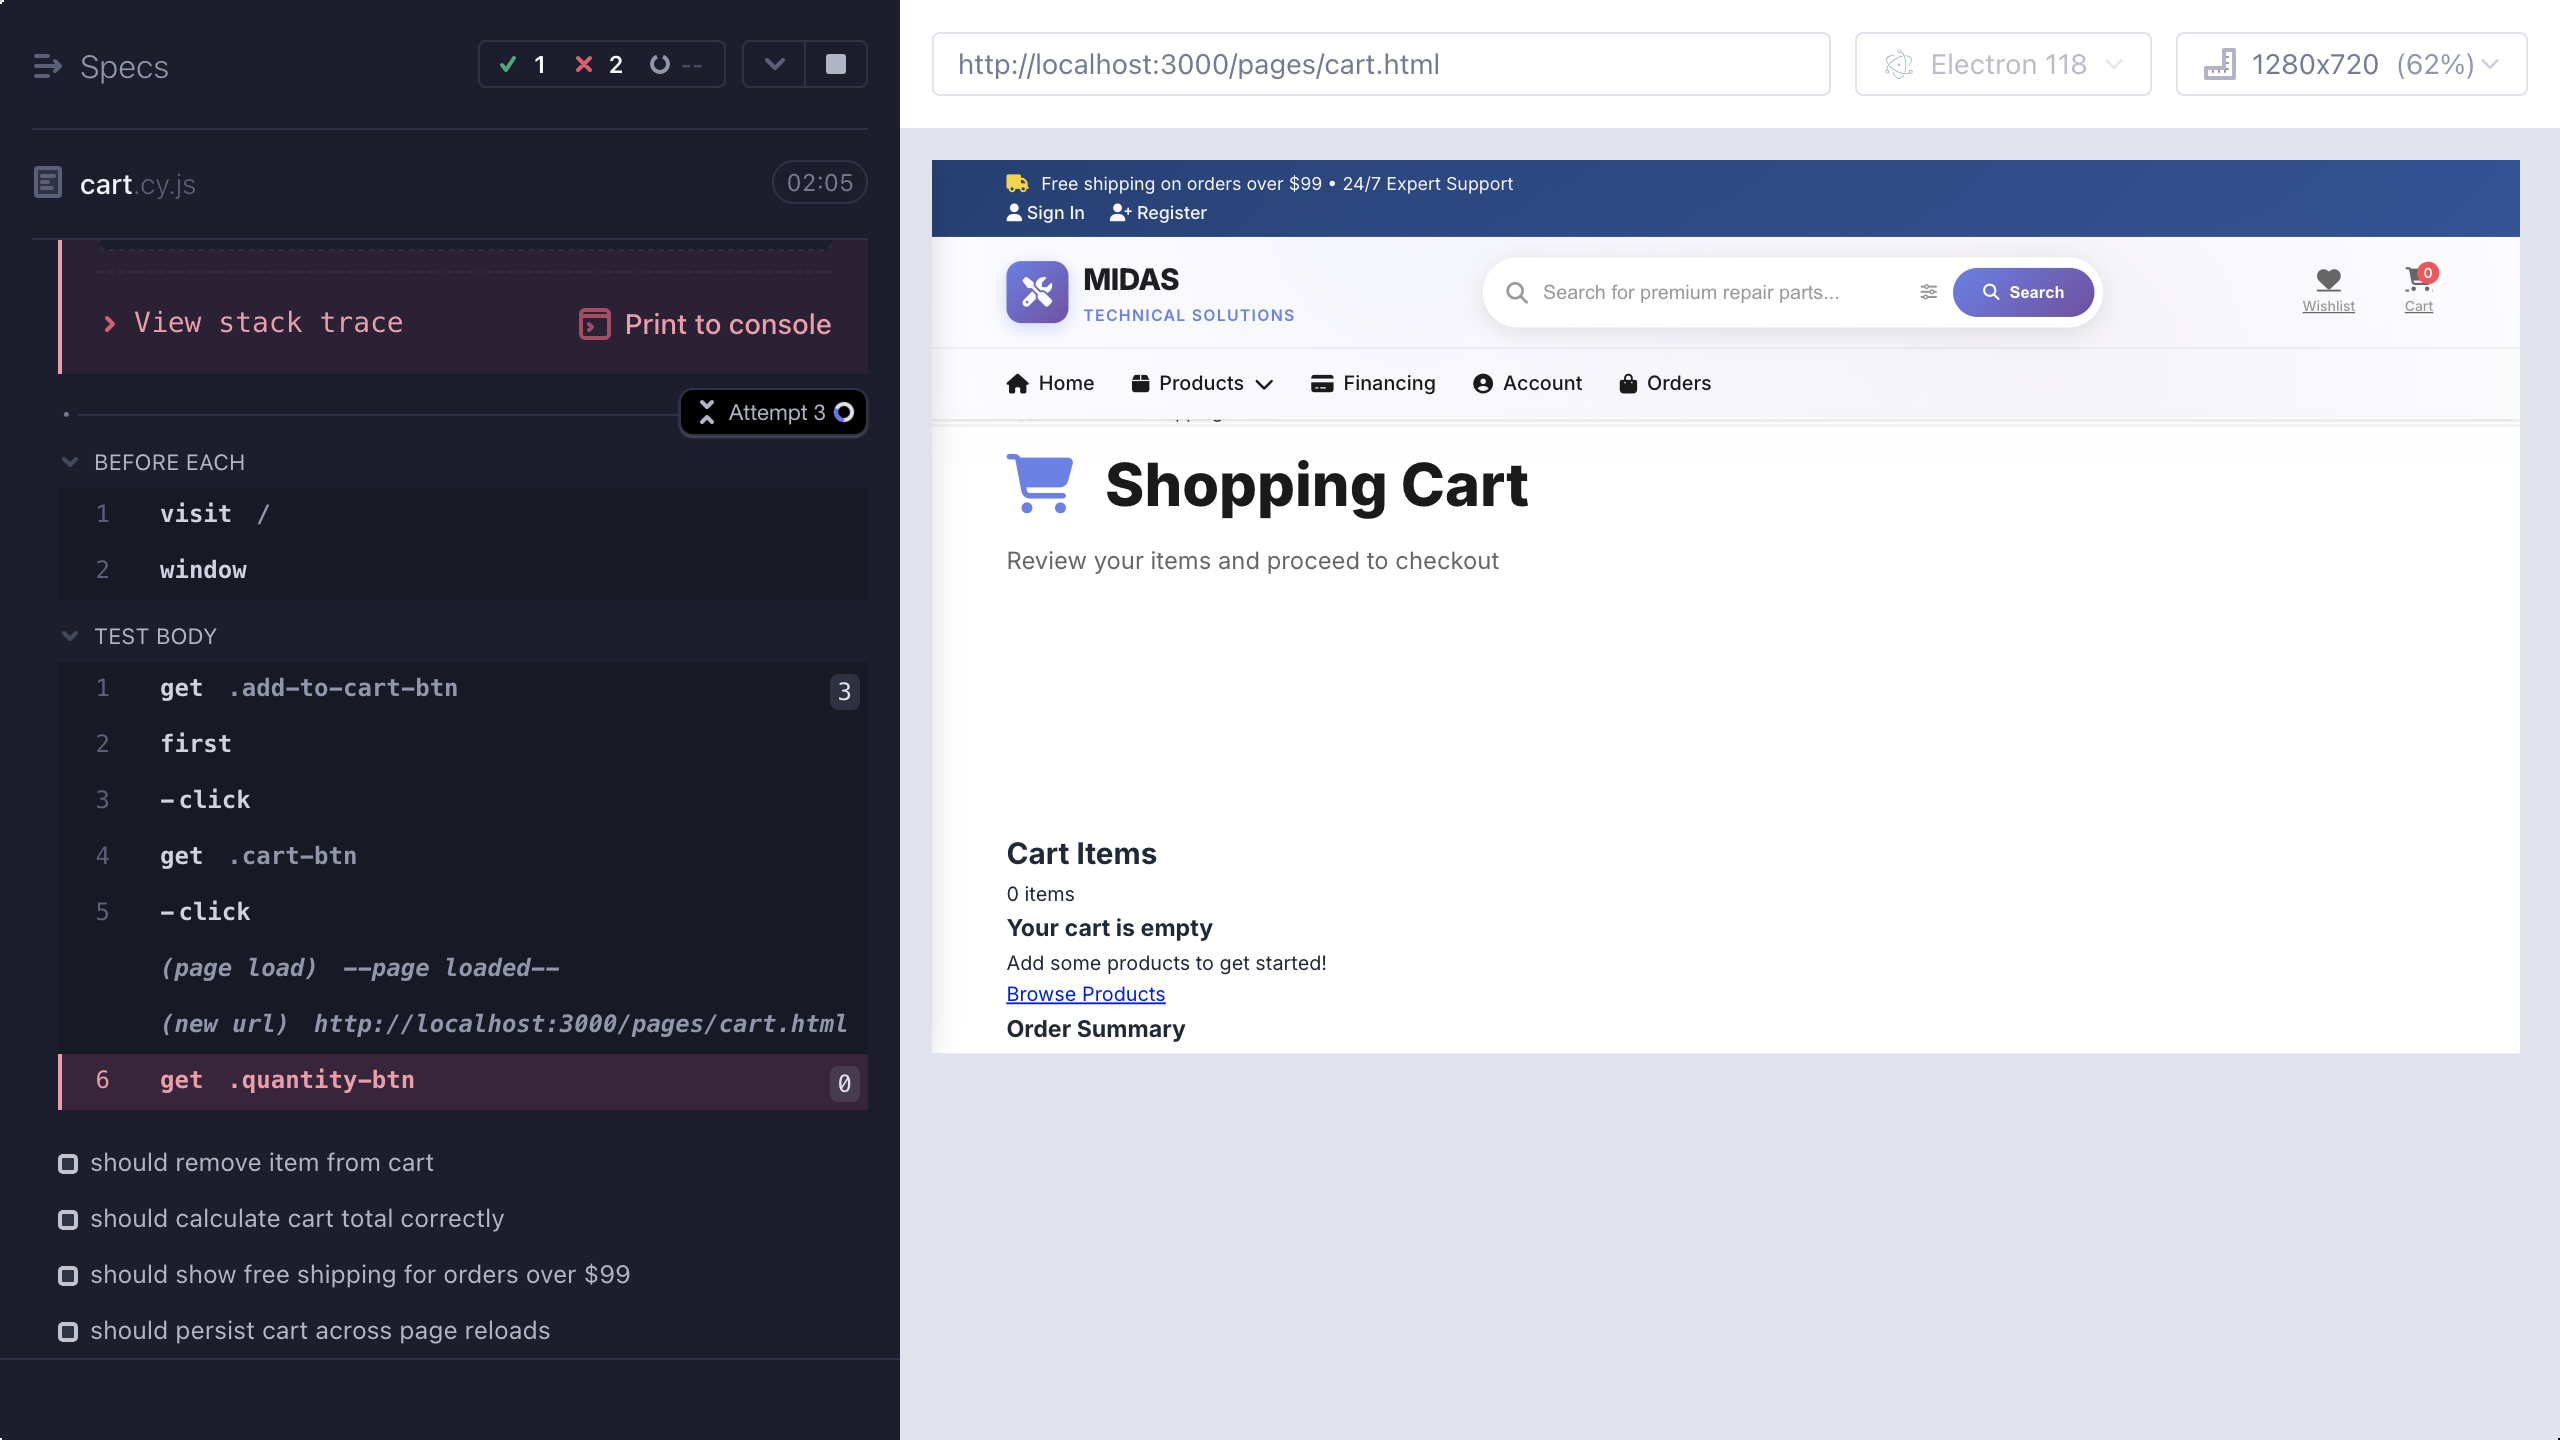 Specs
1 2 --
cart.cy.js
02:05
View stack trace
Print to console
Attempt 3
BEFORE EACH
1 visit /
2 window
TEST BODY
1 get .add-to-cart-btn 3
2 first
3 -click
4 get .cart-btn
5 -click
(page load) --page loaded--
(new url) http://localhost:3000/pages/cart.html
6 get .quantity-btn 0
should remove item from cart
should calculate cart total correctly
should show free shipping for orders over $99
should persist cart across page reloads
http://localhost:3000/pages/cart.html
Electron 118
1280x720 (62%)
Free shipping on orders over $99 • 24/7 Expert Support
Sign In Register
MIDAS
TECHNICAL SOLUTIONS
Search for premium repair parts...
Search
Wishlist
0
Cart
Home Products Financing Account Orders
Shopping Cart
Review your items and proceed to checkout
Cart Items
0 items
Your cart is empty
Add some products to get started!
Browse Products
Order Summary